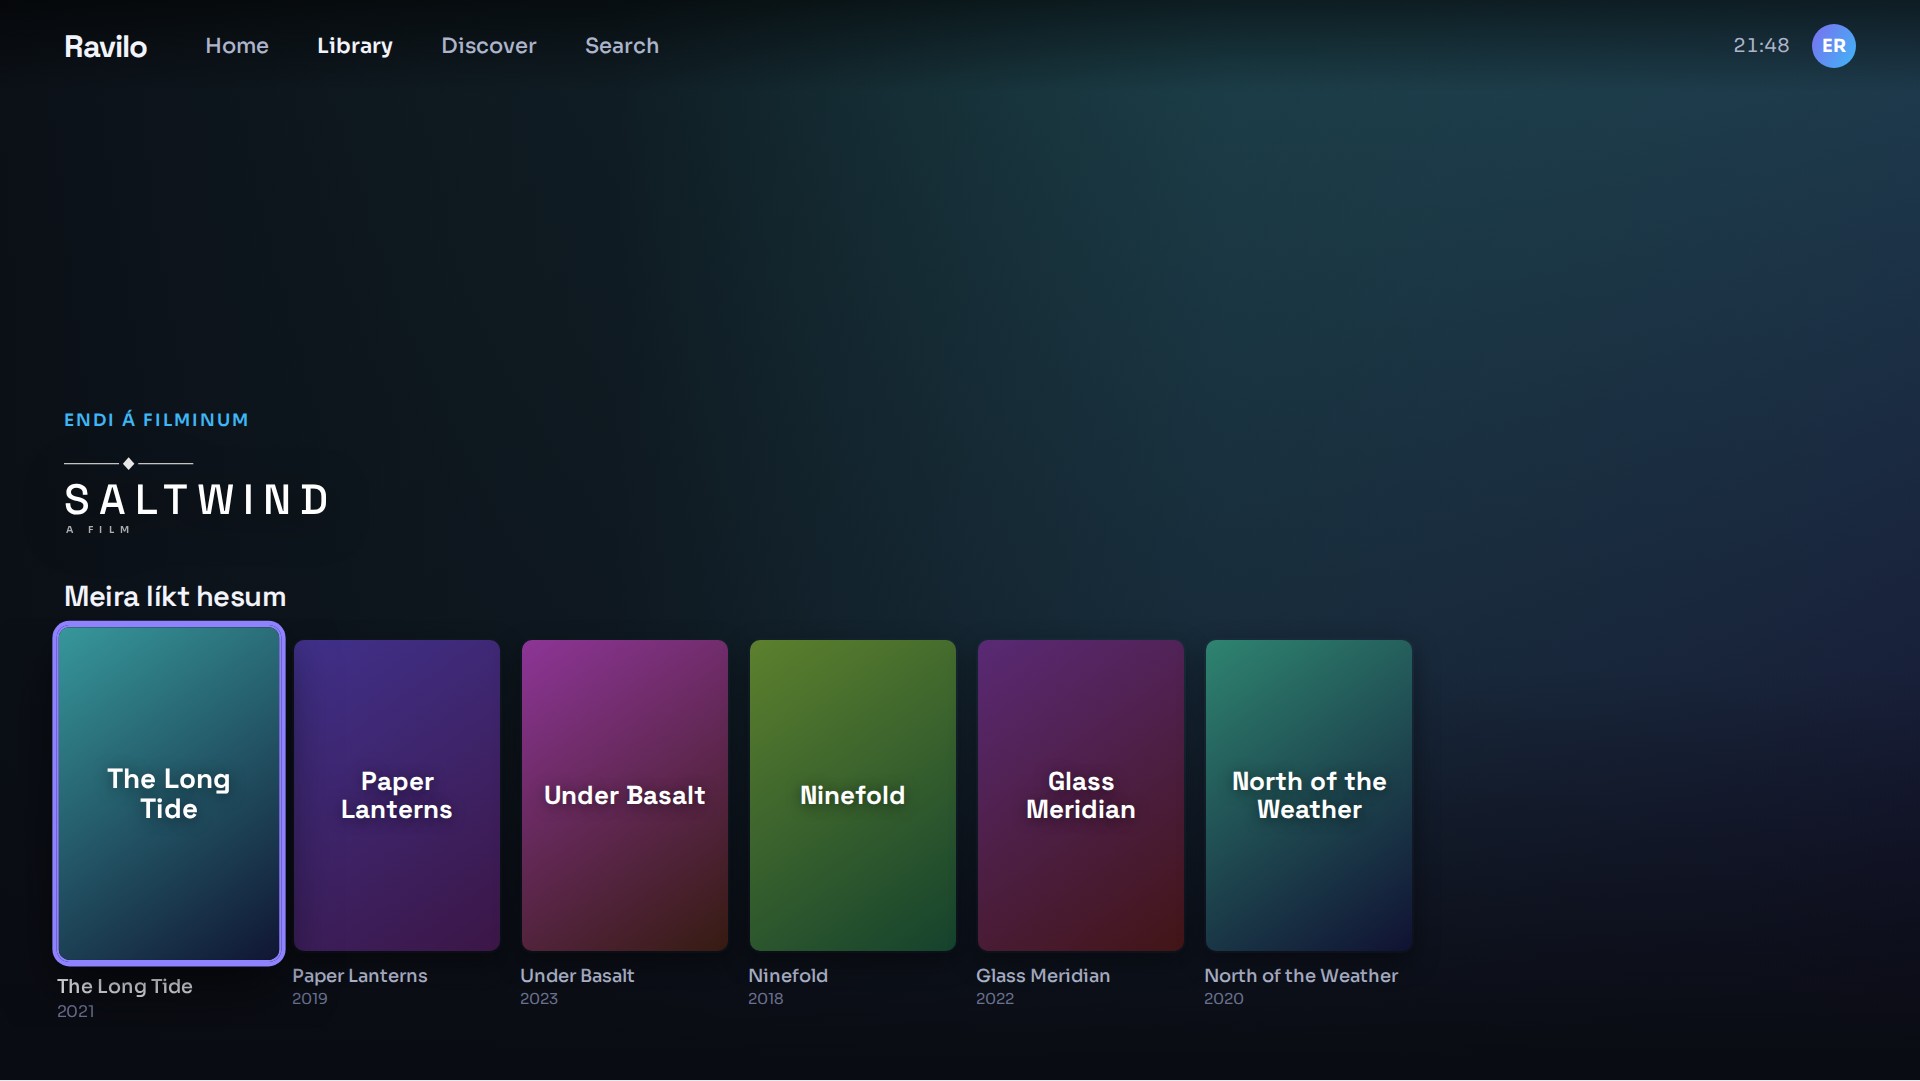 Ravilo
Home
Library
Discover
Search
21:48
ER
ENDI Á FILMINUM
SALTWIND
A FILM
Meira líkt hesum
The Long
Tide
Paper
Lanterns
Under Basalt
Ninefold
Glass
Meridian
North of the
Weather
The Long Tide
2021
Paper Lanterns
2019
Under Basalt
2023
Ninefold
2018
Glass Meridian
2022
North of the Weather
2020